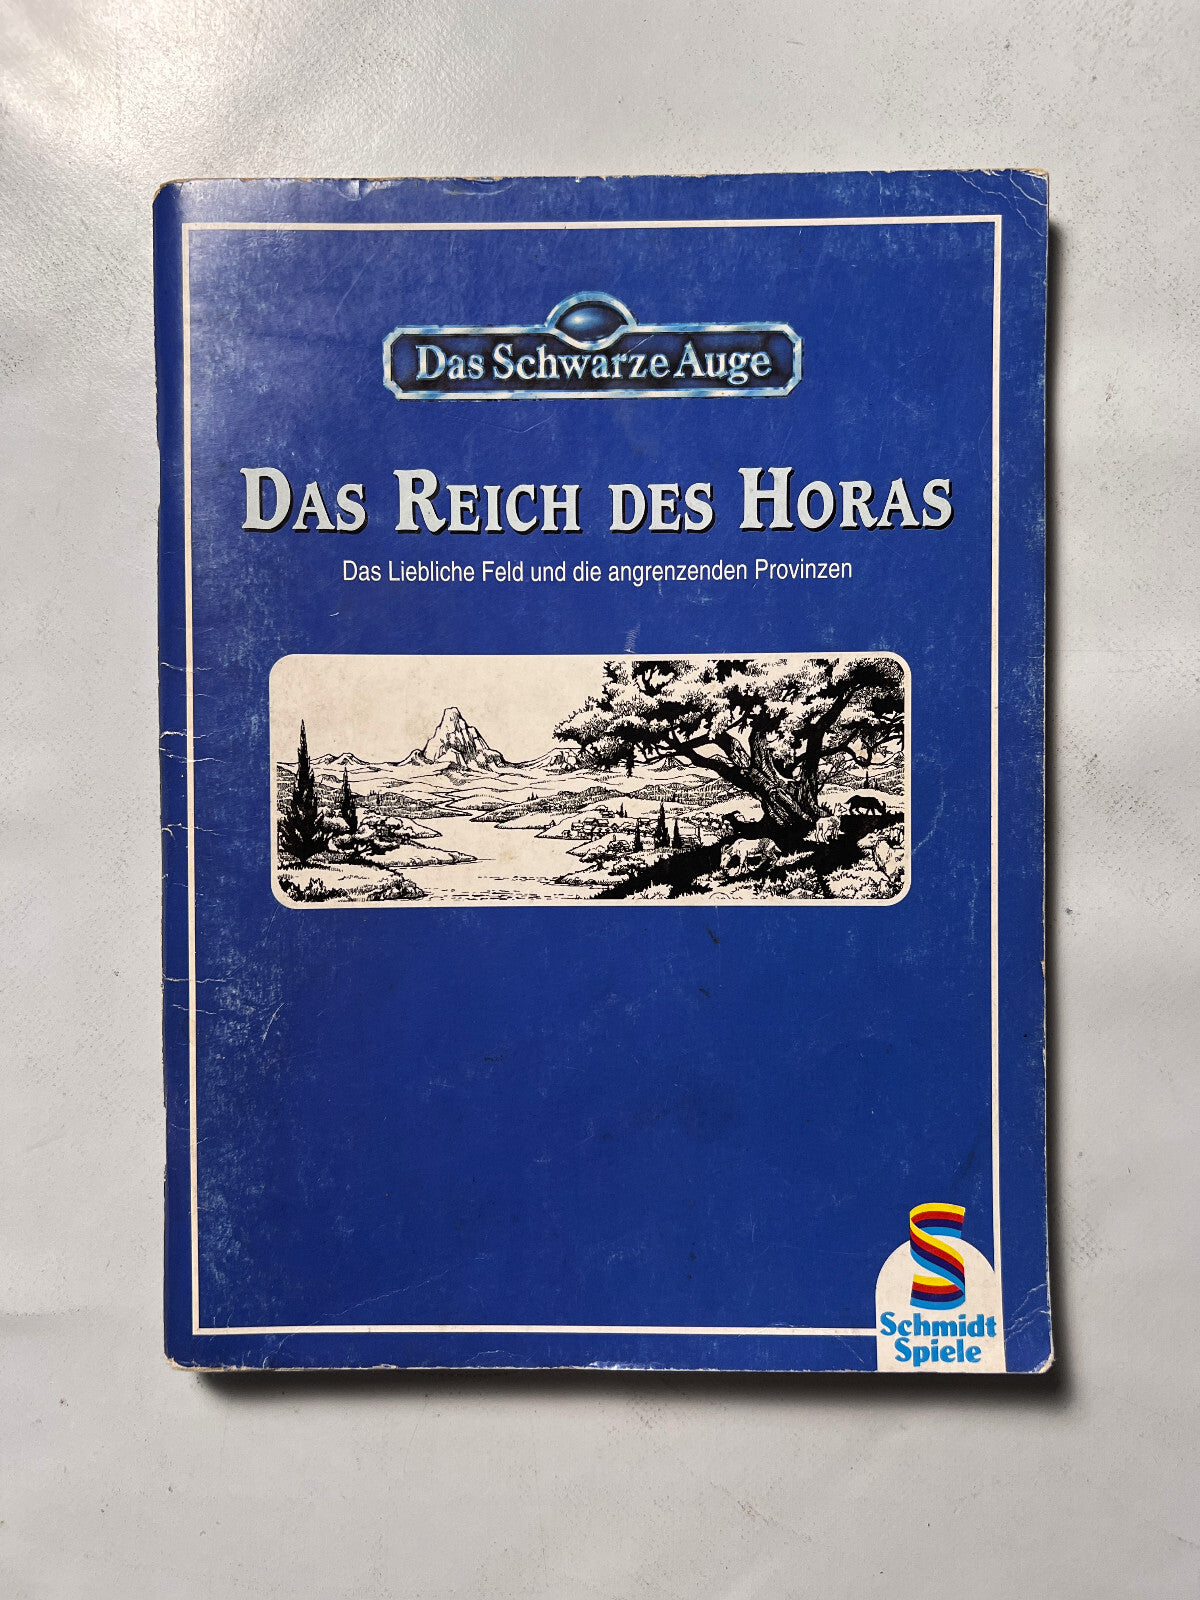 Das Schwarze Auge
DAS REICH DES HORAS
Das Liebliche Feld und die angrenzenden Provinzen
Schmidt
Spiele